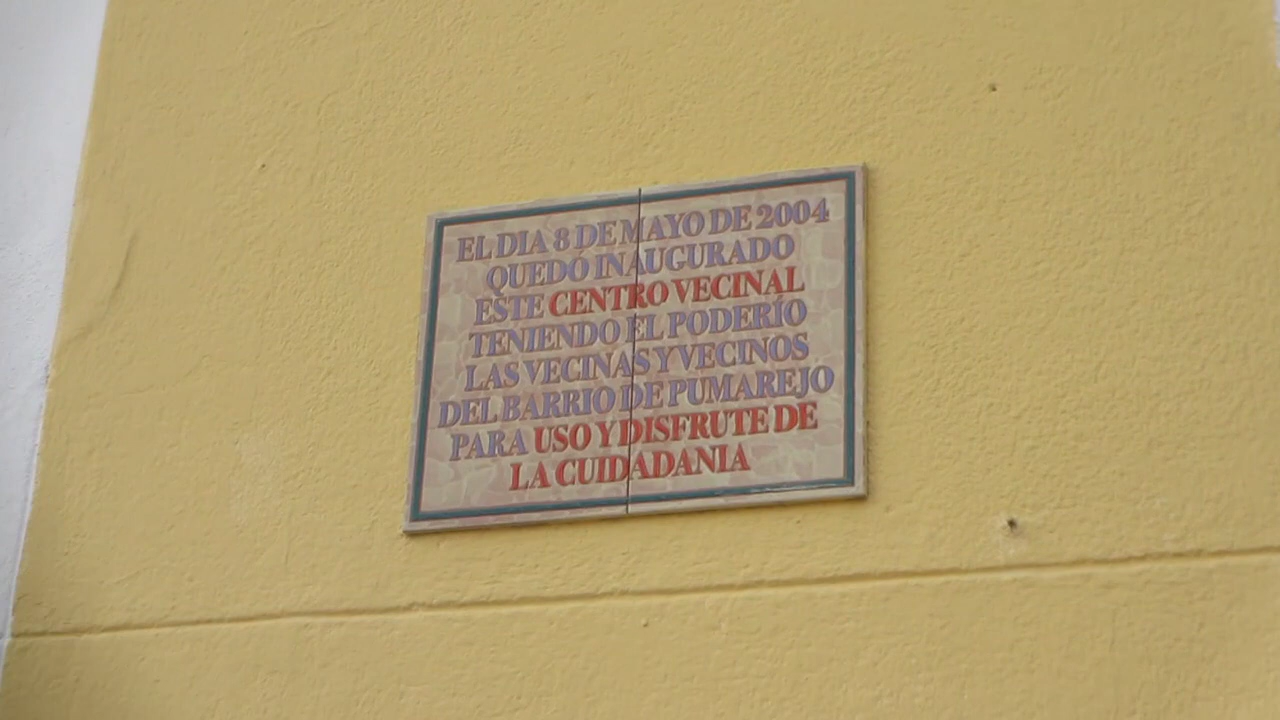 EL DIA 8 DE MAYO DE 2004
QUEDÓ INAUGURADO
ESTE CENTRO VECINAL
TENIENDO EL PODERÍO
LAS VECINAS Y VECINOS
DEL BARRIO DE PUMAREJO
PARA USO Y DISFRUTE DE
LA CUIDADANIA